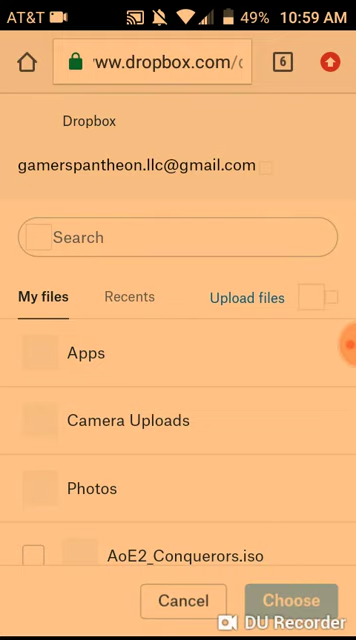 AT&T 49% 10:59 AM
ww.dropbox.com/c 6
Dropbox
gamerspantheon.llc@gmail.com
Search
My files Recents Upload files
Apps
Camera Uploads
Photos
AoE2_Conquerors.iso
Cancel Choose
DU Recorder